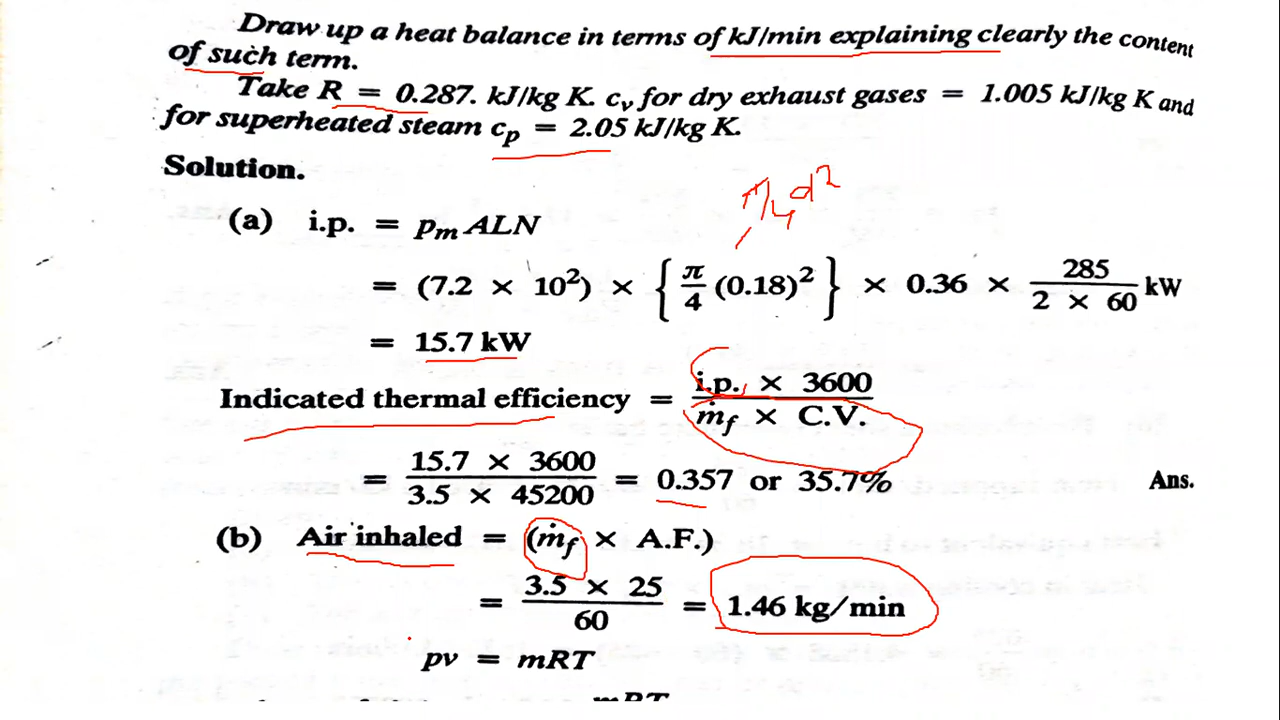 Draw up a heat balance in terms of kJ/min explaining clearly the content
of such term.
Take R = 0.287. kJ/kg K. cv for dry exhaust gases = 1.005 kJ/kg K and
for superheated steam cp = 2.05 kJ/kg K.
Solution.
π/4 d²
(a) i.p. = pm ALN
= (7.2 × 10²) × { π/4 (0.18)² } × 0.36 × 285 / (2 × 60) kW
= 15.7 kW
Indicated thermal efficiency = i.p. × 3600 / ṁf × C.V.
= 15.7 × 3600 / 3.5 × 45200 = 0.357 or 35.7% Ans.
(b) Air inhaled = (ṁf × A.F.)
= 3.5 × 25 / 60 = 1.46 kg/min
pv = mRT
mRT